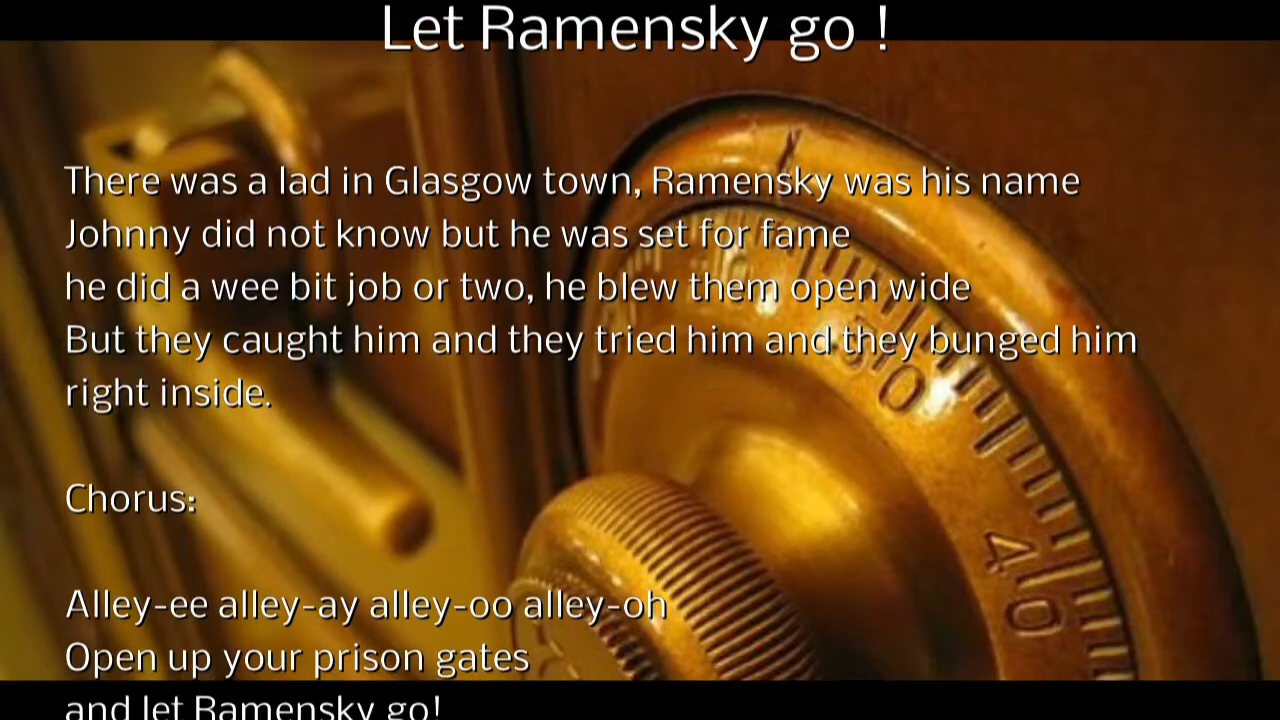 Let Ramensky go !
There was a lad in Glasgow town, Ramensky was his name
Johnny did not know but he was set for fame
he did a wee bit job or two, he blew them open wide
But they caught him and they tried him and they bunged him
right inside.
Chorus:
Alley-ee alley-ay alley-oo alley-oh
Open up your prison gates
and let Ramensky go!
30
40